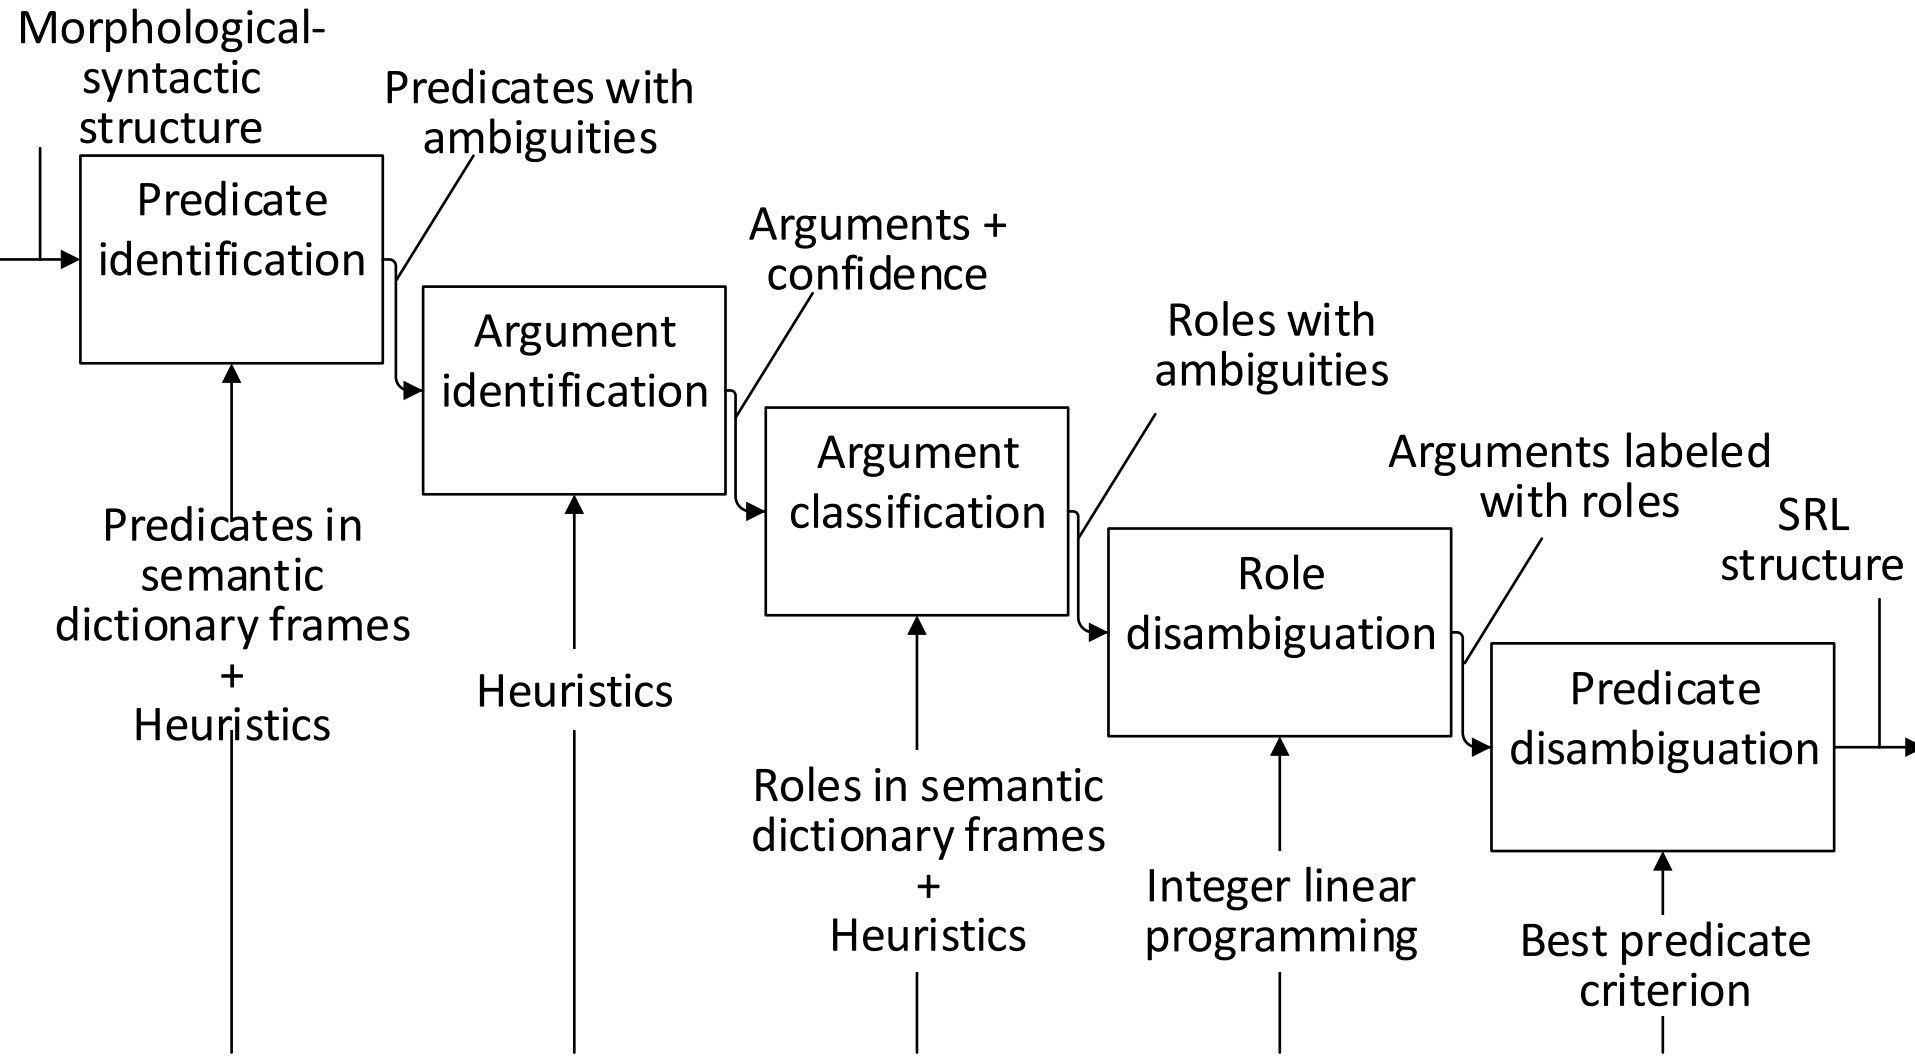 Morphological-
syntactic
structure
Predicates with
ambiguities
Predicate
identification
Arguments +
confidence
Argument
identification
Roles with
ambiguities
Argument
classification
Arguments labeled
with roles
SRL
structure
Role
disambiguation
Predicate
disambiguation
Predicates in
semantic
dictionary frames
+
Heuristics
Heuristics
Roles in semantic
dictionary frames
+
Heuristics
Integer linear
programming
Best predicate
criterion